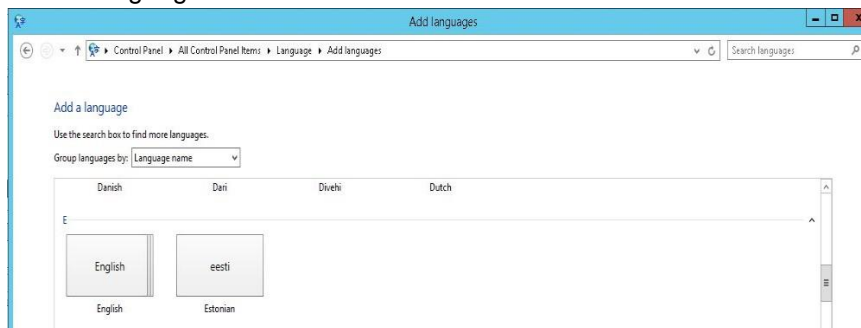 Add languages
Control Panel ▸ All Control Panel Items ▸ Language ▸ Add languages
Search languages
Add a language
Use the search box to find more languages.
Group languages by: Language name
Danish Dari Divehi Dutch
E
English eesti
English Estonian